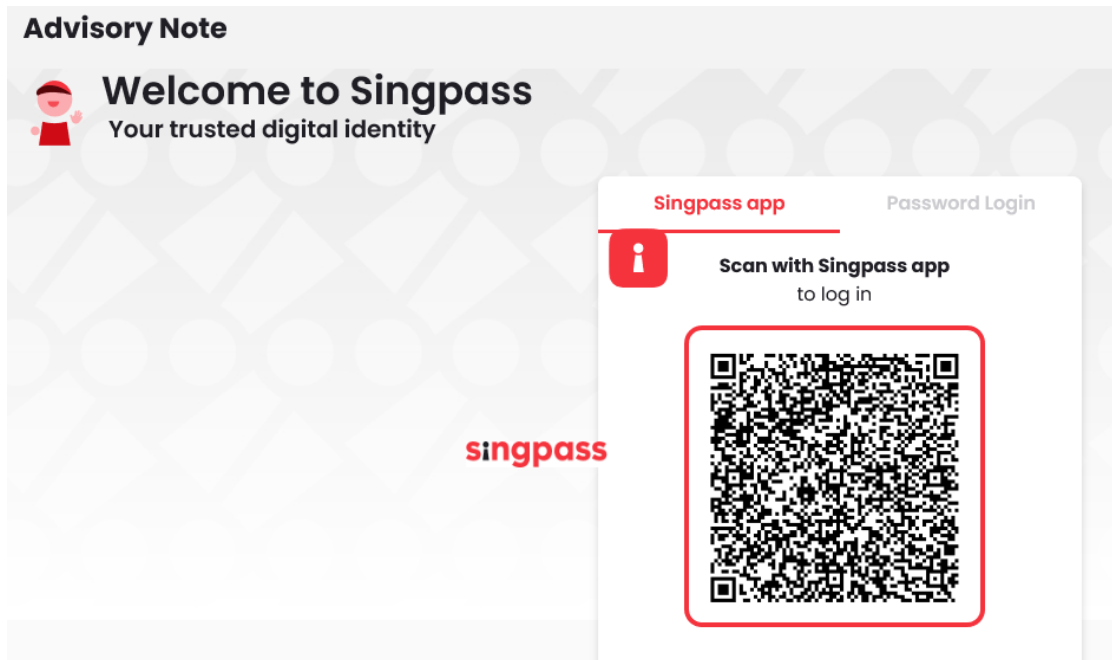 Advisory Note
Welcome to Singpass
Your trusted digital identity
Singpass app
Password Login
Scan with Singpass app
to log in
singpass